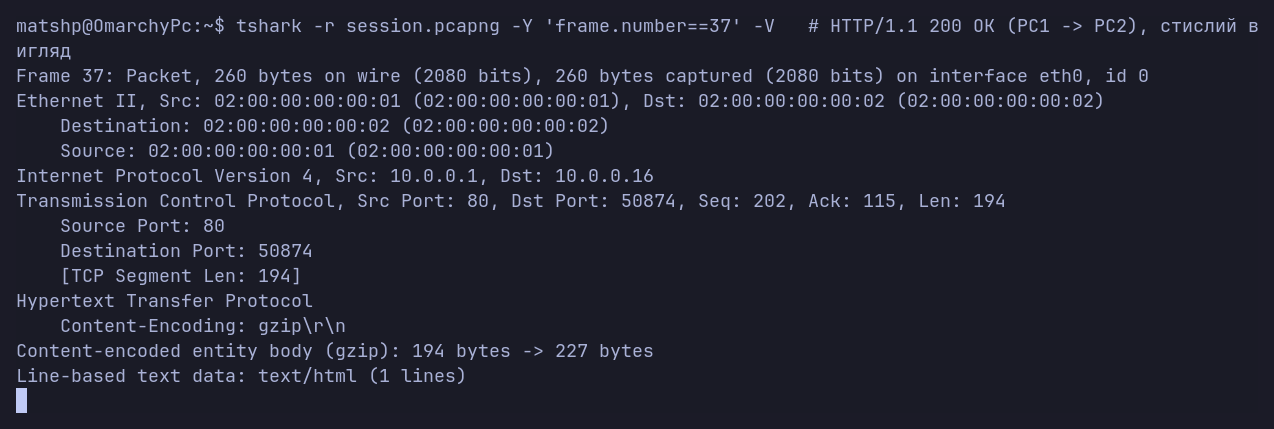 matshp@OmarchyPc:~$ tshark -r session.pcapng -Y 'frame.number==37' -V   # HTTP/1.1 200 OK (PC1 -> PC2), стислий в
игляд
Frame 37: Packet, 260 bytes on wire (2080 bits), 260 bytes captured (2080 bits) on interface eth0, id 0
Ethernet II, Src: 02:00:00:00:00:01 (02:00:00:00:00:01), Dst: 02:00:00:00:00:02 (02:00:00:00:00:02)
    Destination: 02:00:00:00:00:02 (02:00:00:00:00:02)
    Source: 02:00:00:00:00:01 (02:00:00:00:00:01)
Internet Protocol Version 4, Src: 10.0.0.1, Dst: 10.0.0.16
Transmission Control Protocol, Src Port: 80, Dst Port: 50874, Seq: 202, Ack: 115, Len: 194
    Source Port: 80
    Destination Port: 50874
    [TCP Segment Len: 194]
Hypertext Transfer Protocol
    Content-Encoding: gzip\r\n
Content-encoded entity body (gzip): 194 bytes -> 227 bytes
Line-based text data: text/html (1 lines)